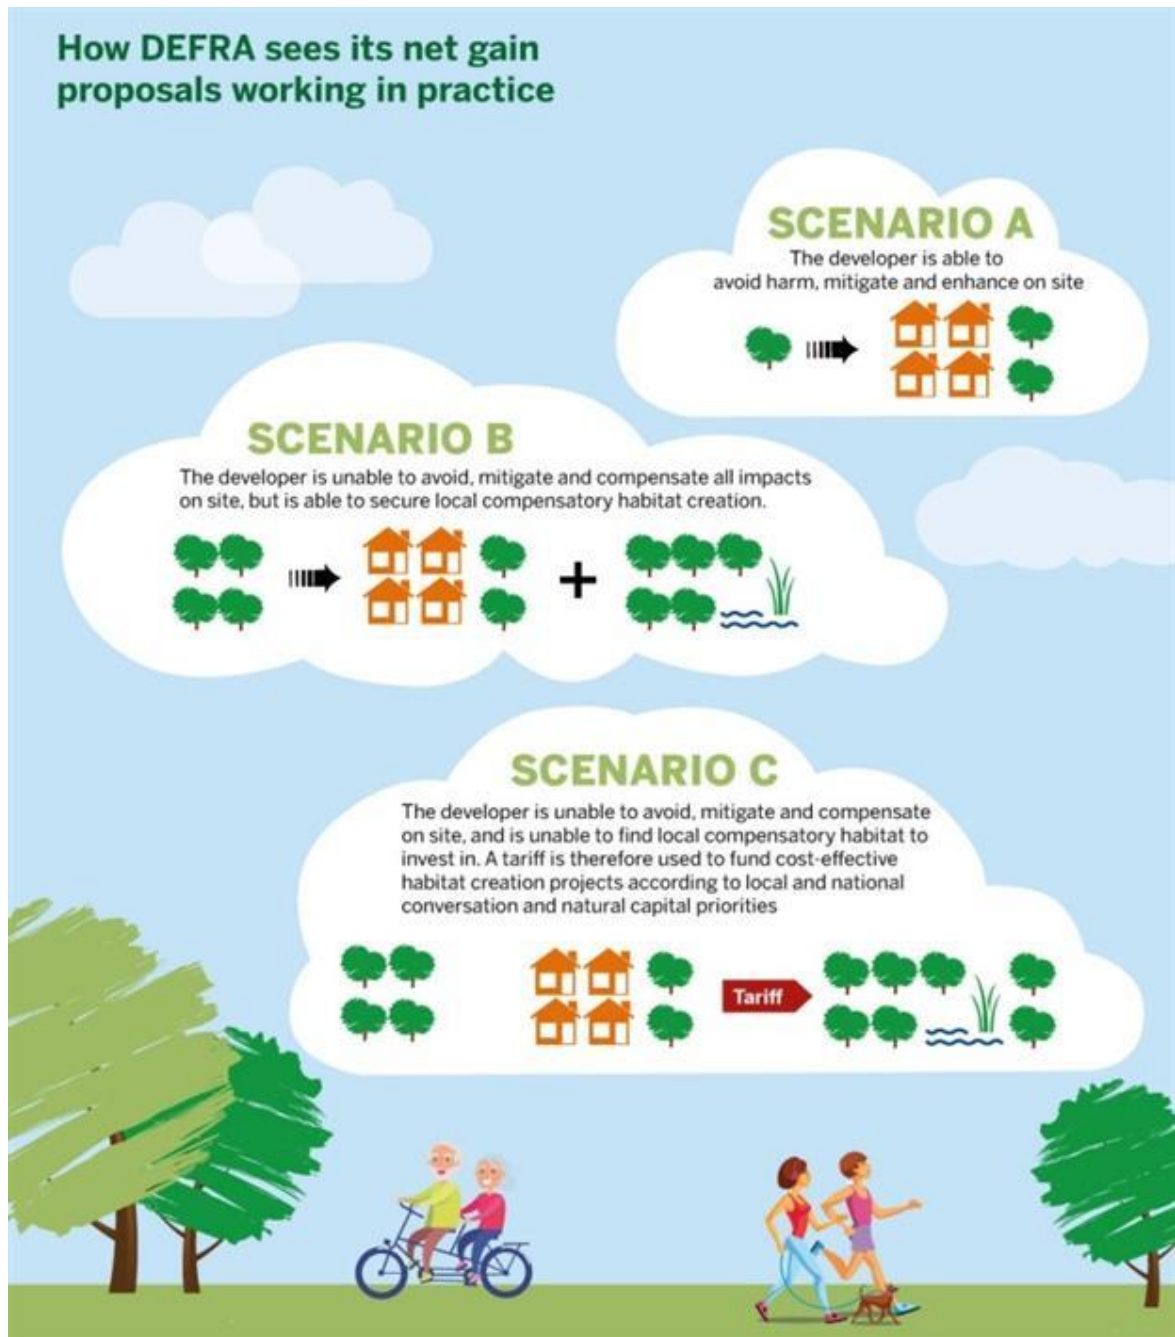 How DEFRA sees its net gain
proposals working in practice
SCENARIO A
The developer is able to
avoid harm, mitigate and enhance on site
SCENARIO B
The developer is unable to avoid, mitigate and compensate all impacts
on site, but is able to secure local compensatory habitat creation.
SCENARIO C
The developer is unable to avoid, mitigate and compensate
on site, and is unable to find local compensatory habitat to
invest in. A tariff is therefore used to fund cost-effective
habitat creation projects according to local and national
conversation and natural capital priorities
Tariff